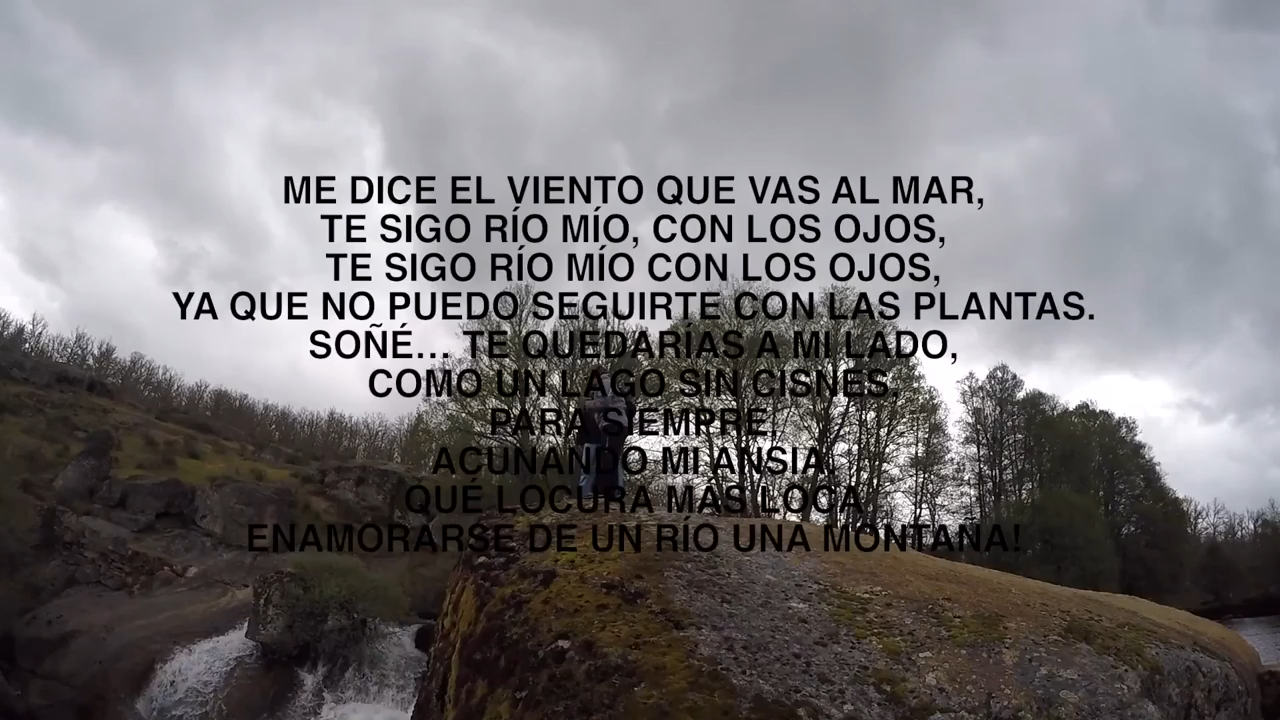 ME DICE EL VIENTO QUE VAS AL MAR,
TE SIGO RÍO MÍO, CON LOS OJOS,
TE SIGO RÍO MÍO CON LOS OJOS,
YA QUE NO PUEDO SEGUIRTE CON LAS PLANTAS.
SOÑÉ... TE QUEDARÍAS A MI LADO,
COMO UN LAGO SIN CISNES,
PARA SIEMPRE,
ACUNANDO MI ANSIA.
QUÉ LOCURA MAS LOCA
ENAMORARSE DE UN RÍO UNA MONTAÑA!